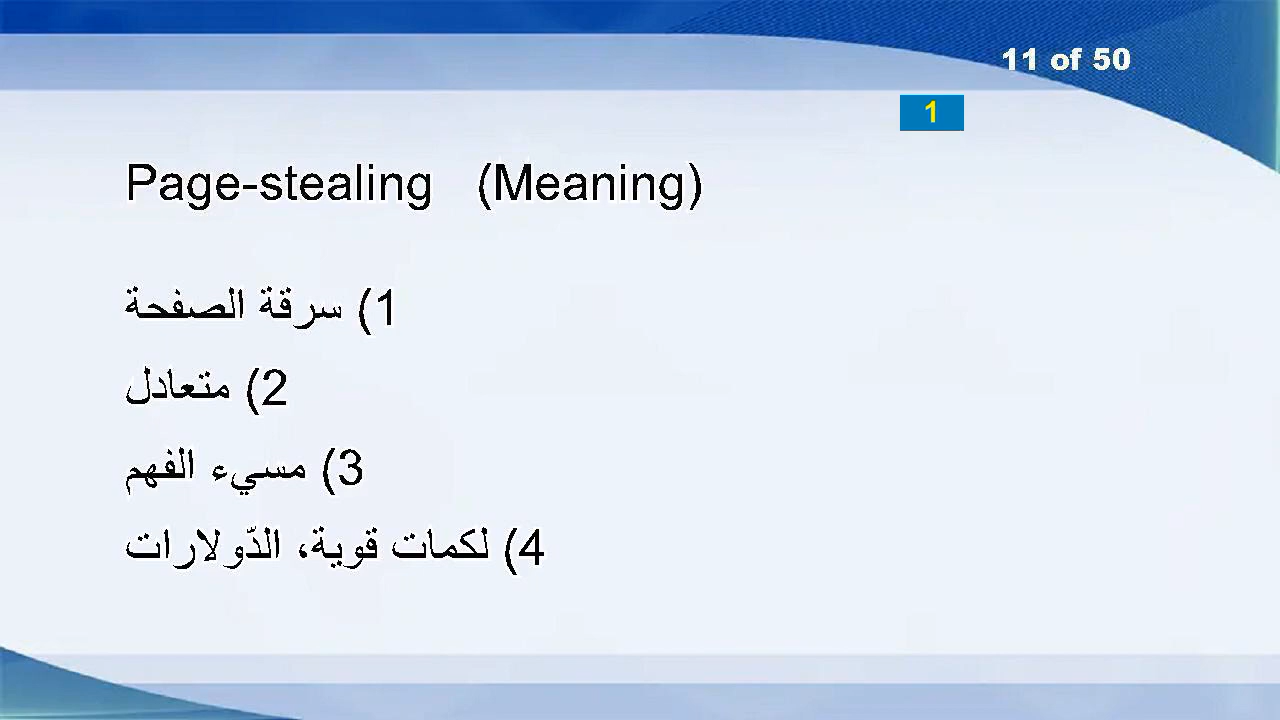 11 of 50
1
Page-stealing (Meaning)
1) سرقة الصفحة
2) متعادل
3) مسيء الفهم
4) لكمات قوية، الدّولارات